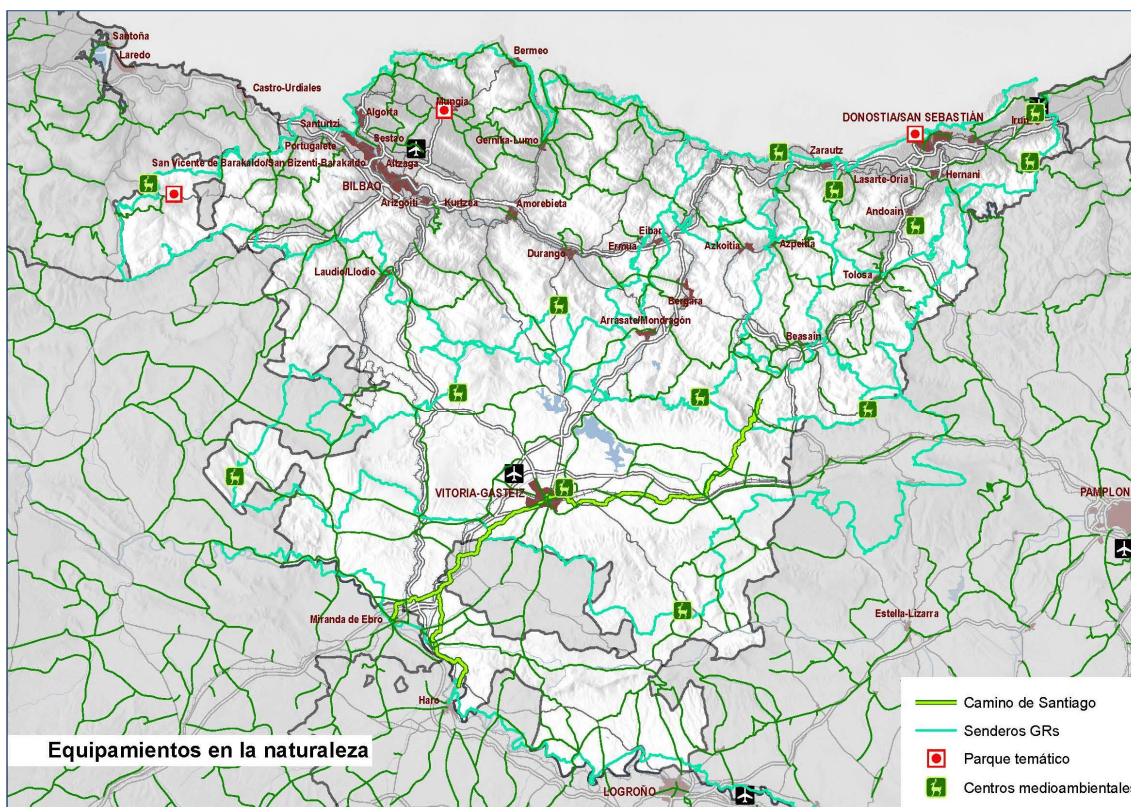 Santoña
Laredo
Castro-Urdiales
Bermeo
Algorta
Mungia
Santurtzi
Sestao
Portugalete
Gernika-Lumo
San Vicente de Barakaldo/San Bizenti-Barakaldo
Altzaga
BILBAO
Arizgoiti
Kurtzea
Amorebieta
DONOSTIA/SAN SEBASTIÁN
Irun
Zarautz
Lasarte-Oria
Hernani
Andoain
Eibar
Ermua
Azkoitia
Azpeitia
Durango
Laudio/Llodio
Tolosa
Bergara
Arrasate/Mondragón
Beasain
VITORIA-GASTEIZ
PAMPLON
Miranda de Ebro
Estella-Lizarra
Haro
LOGROÑO
Equipamientos en la naturaleza
Camino de Santiago
Senderos GRs
Parque temático
Centros medioambientales